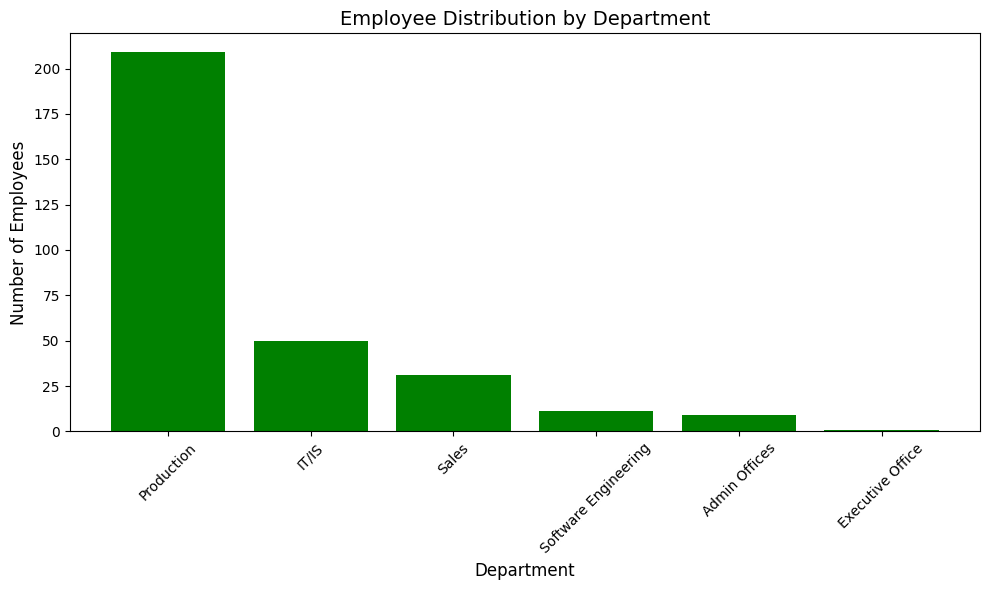 Employee Distribution by Department
Number of Employees
200
175
150
125
100
75
50
25
0
Production
IT/IS
Sales
Software Engineering
Admin Offices
Executive Office
Department